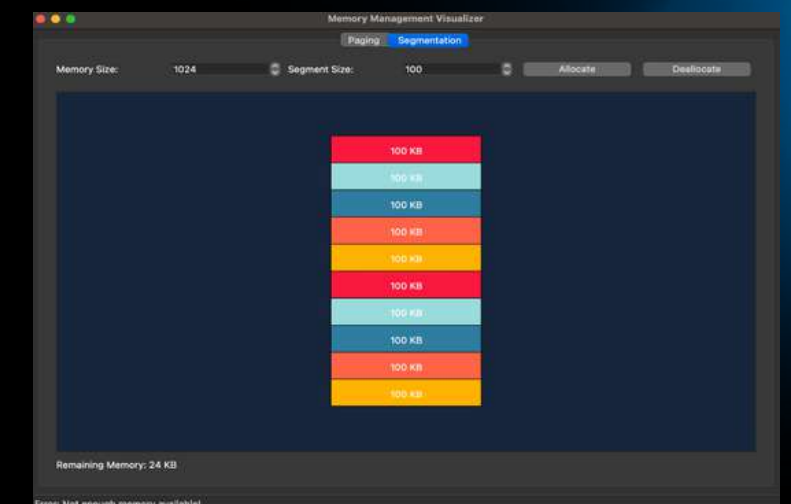 Memory Management Visualizer
Paging Segmentation
Memory Size: 1024 Segment Size: 100 Allocate Deallocate
100 KB
100 KB
100 KB
100 KB
100 KB
100 KB
100 KB
100 KB
100 KB
100 KB
Remaining Memory: 24 KB
Error: Not enough memory available!